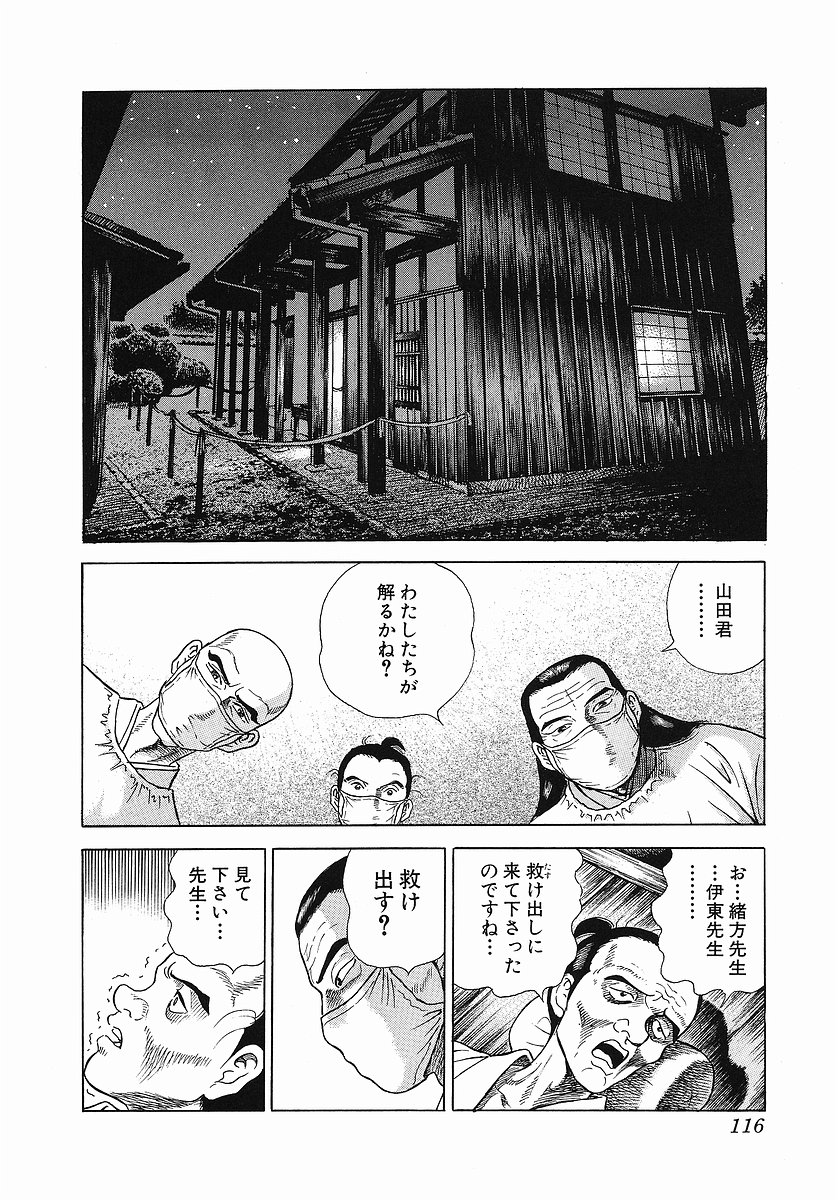 山田君
………
わたしたちが
解るかね？
お…緒方先生
…伊東先生
………
救け出しに
来て下さった
のですね…
救け
出す？
見て
下さい…
先生…
116